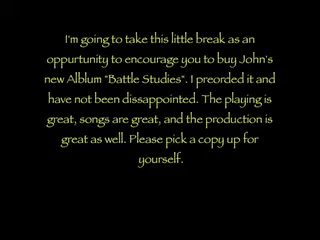 I'm going to take this little break as an
oppurtunity to encourage you to buy John's
new Alblum "Battle Studies". I preorded it and
have not been dissappointed. The playing is
great, songs are great, and the production is
great as well. Please pick a copy up for
yourself.